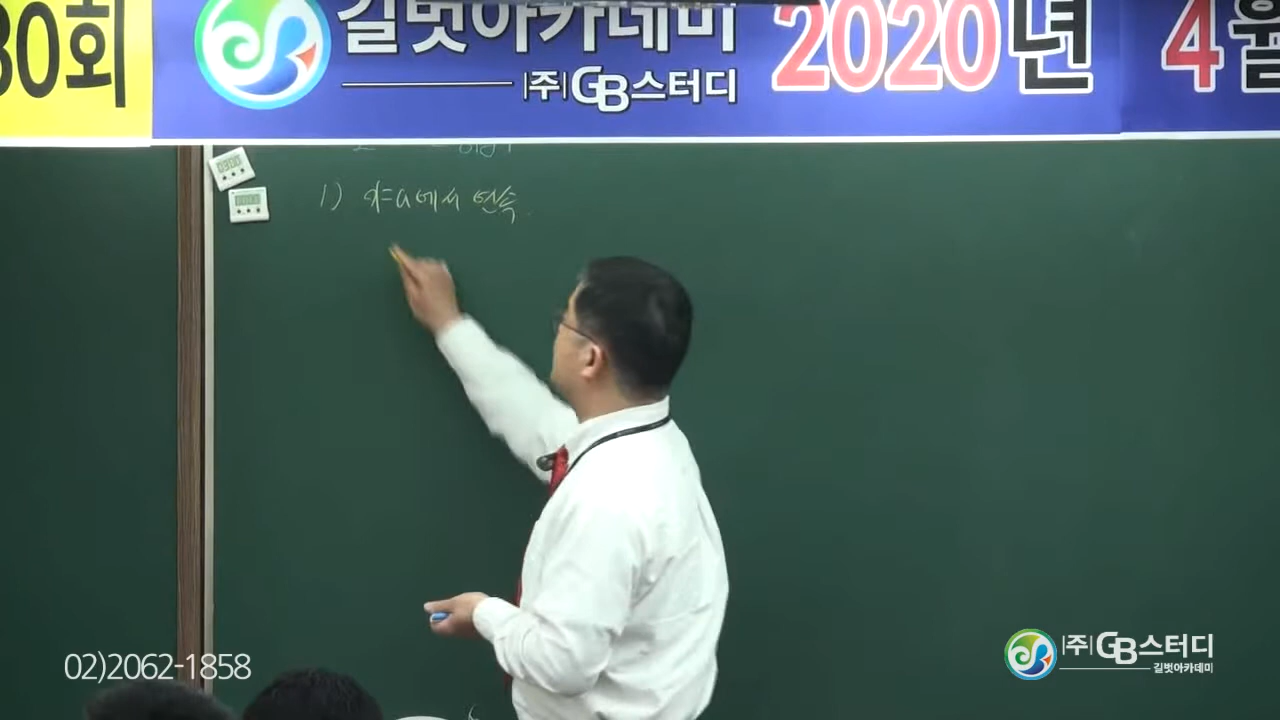 30회
길벗아카데미 2020년 4월
(주)GB스터디
1) x=a에서 연속
02)2062-1858
(주)GB스터디
길벗아카데미